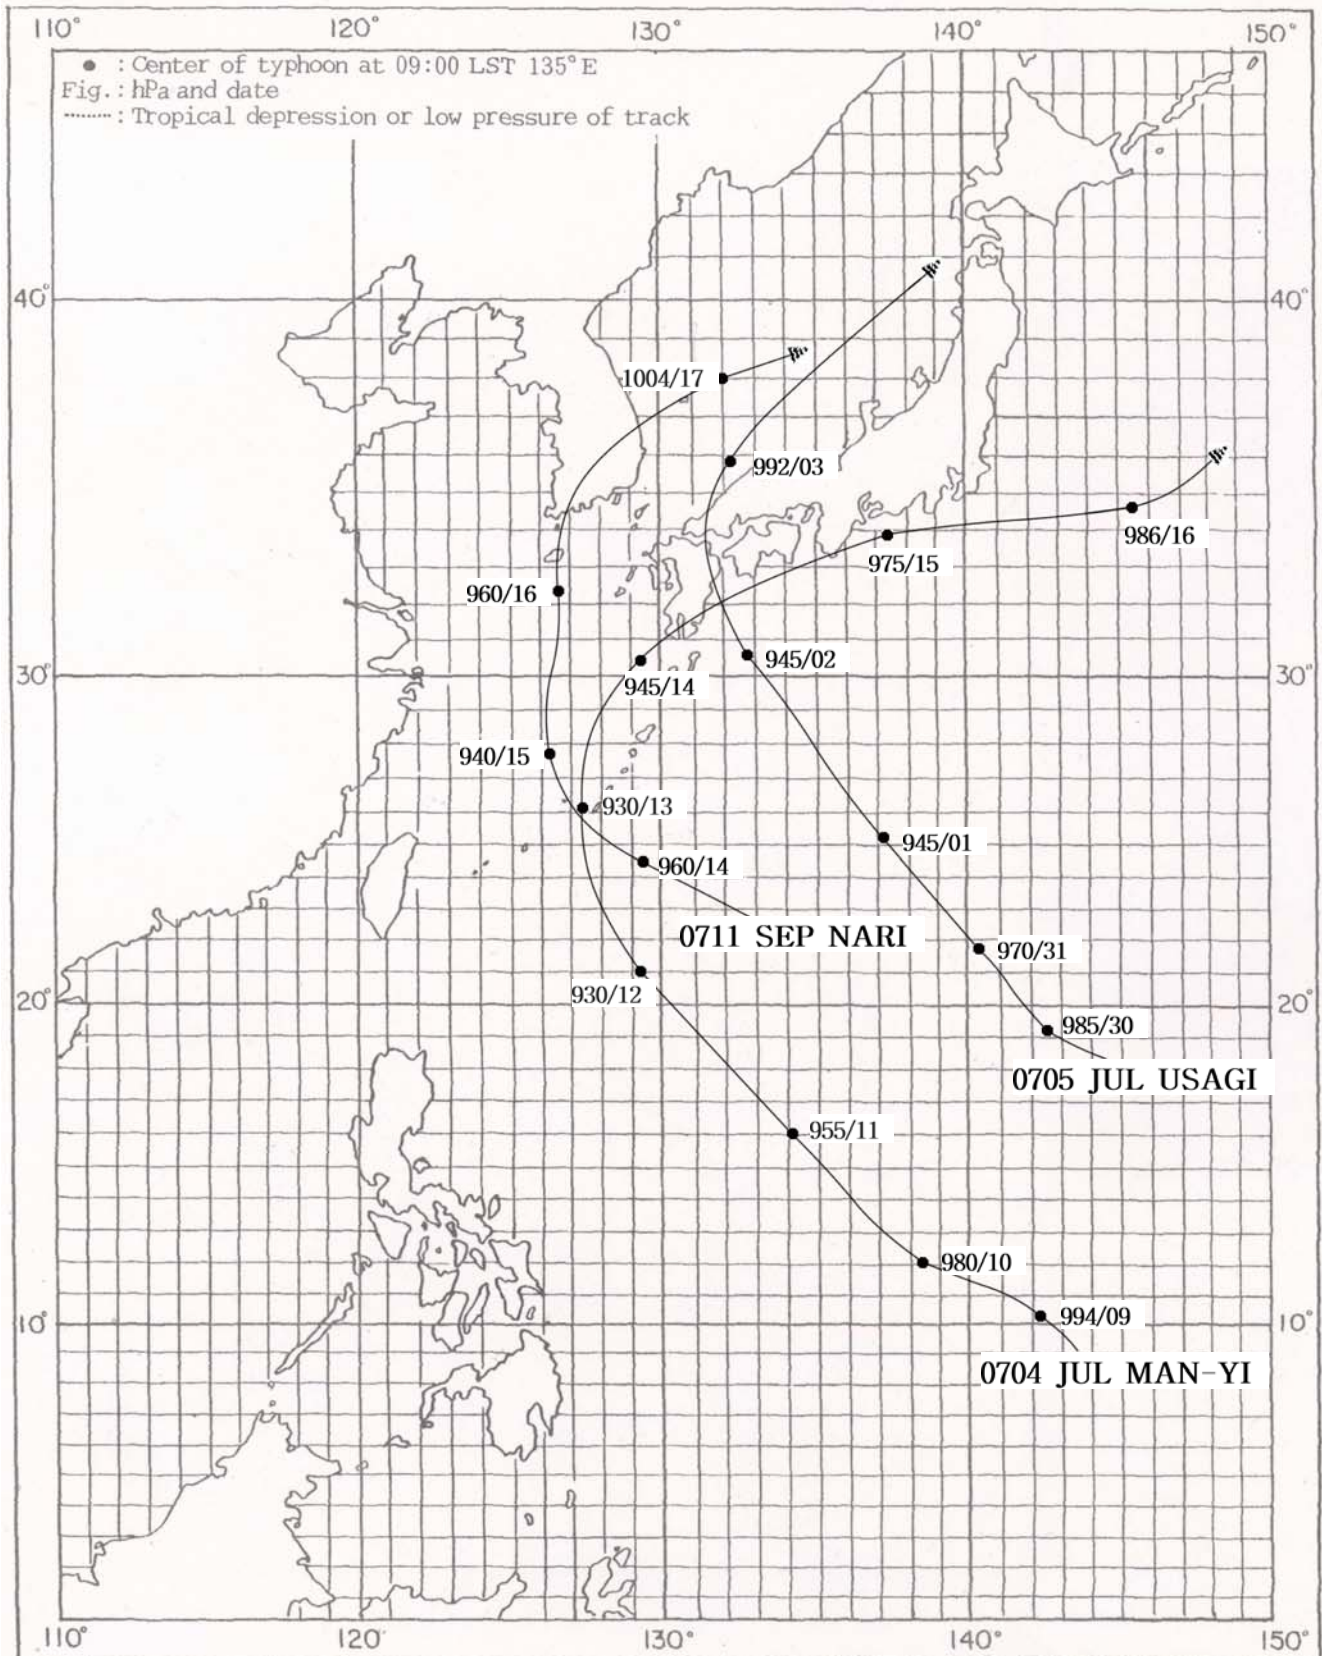 110° 120° 130° 140° 150°
● : Center of typhoon at 09:00 LST 135°E
Fig. : hPa and date
........ : Tropical depression or low pressure of track
40° 40°
1004/17
992/03
986/16
975/15
960/16
945/02
30° 945/14 30°
940/15
930/13
945/01
960/14
0711 SEP NARI
970/31
930/12
20° 20°
985/30
0705 JUL USAGI
955/11
980/10
10° 994/09 10°
0704 JUL MAN-YI
110° 120° 130° 140° 150°